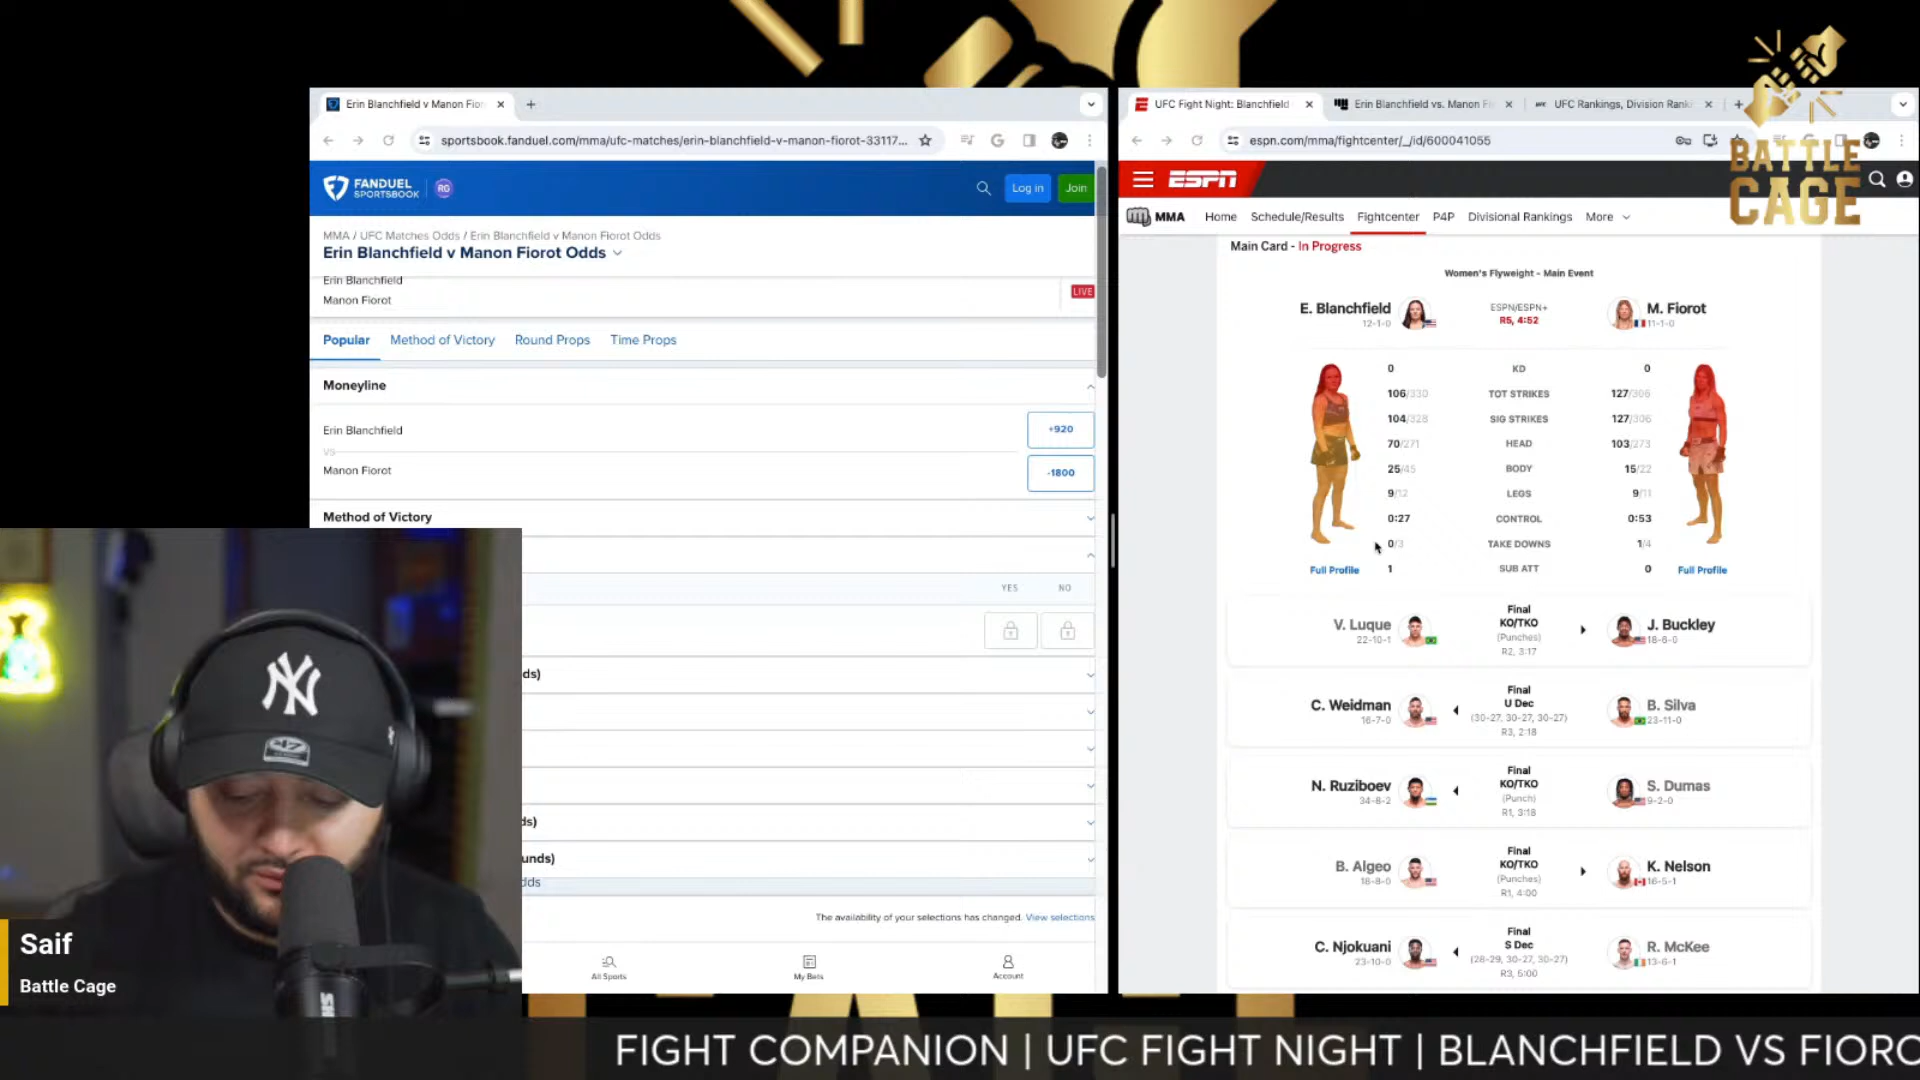 Erin Blanchfield v Manon Fior
sportsbook.fanduel.com/mma/ufc-matches/erin-blanchfield-v-manon-fiorot-33117...
FANDUEL
SPORTSBOOK
RG
Log in
Join
MMA / UFC Matches Odds / Erin Blanchfield v Manon Fiorot Odds
Erin Blanchfield v Manon Fiorot Odds
Erin Blanchfield
Manon Fiorot
LIVE
Popular
Method of Victory
Round Props
Time Props
Moneyline
Erin Blanchfield
+920
VS
Manon Fiorot
-1800
Method of Victory
YES
NO
ds)
ds)
unds)
dds
The availability of your selections has changed. View selections
All Sports
My Bets
Account
UFC Fight Night: Blanchfield
Erin Blanchfield vs. Manon Fi
UFC Rankings, Division Ranki
espn.com/mma/fightcenter/_/id/600041055
ESPN
MMA
Home
Schedule/Results
Fightcenter
P4P
Divisional Rankings
More
BATTLE
CAGE
Main Card - In Progress
Women's Flyweight - Main Event
E. Blanchfield
12-1-0
ESPN/ESPN+
R5, 4:52
M. Fiorot
11-1-0
0 KD 0
106/330 TOT STRIKES 127/306
104/328 SIG STRIKES 127/306
70/271 HEAD 103/273
25/45 BODY 15/22
9/12 LEGS 9/11
0:27 CONTROL 0:53
0/3 TAKE DOWNS 1/4
Full Profile 1 SUB ATT 0 Full Profile
V. Luque
22-10-1
Final
KO/TKO
(Punches)
R2, 3:17
J. Buckley
18-6-0
C. Weidman
16-7-0
Final
U Dec
(30-27, 30-27, 30-27)
R3, 2:18
B. Silva
23-11-0
N. Ruziboev
34-8-2
Final
KO/TKO
(Punch)
R1, 3:18
S. Dumas
9-2-0
B. Algeo
18-8-0
Final
KO/TKO
(Punches)
R1, 4:00
K. Nelson
16-5-1
C. Njokuani
23-10-0
Final
S Dec
(28-29, 30-27, 30-27)
R3, 5:00
R. McKee
13-6-1
NY
47
Saif
Battle Cage
FIGHT COMPANION | UFC FIGHT NIGHT | BLANCHFIELD VS FIORO